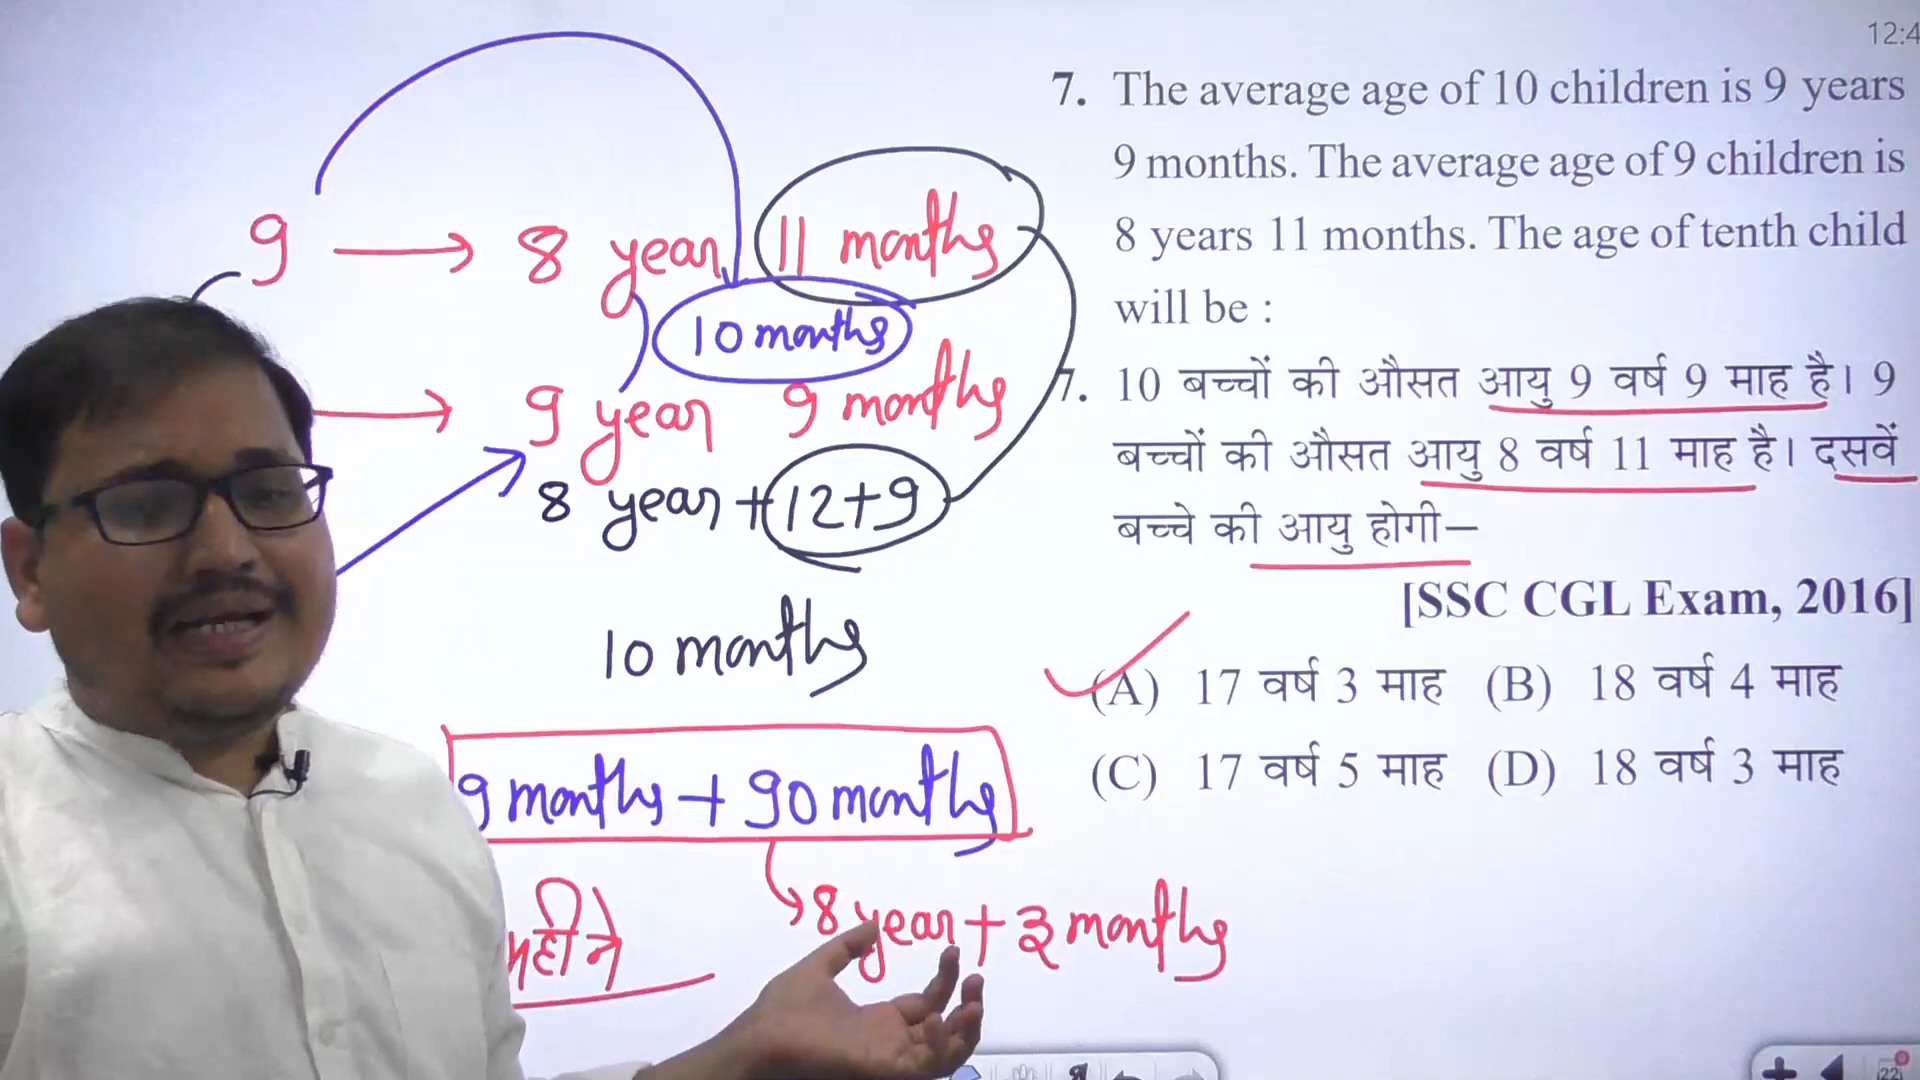 12:4
7. The average age of 10 children is 9 years
9 months. The average age of 9 children is
8 years 11 months. The age of tenth child
will be :
7. 10 बच्चों की औसत आयु 9 वर्ष 9 माह है। 9
बच्चों की औसत आयु 8 वर्ष 11 माह है। दसवें
बच्चे की आयु होगी–
[SSC CGL Exam, 2016]
(A) 17 वर्ष 3 माह (B) 18 वर्ष 4 माह
(C) 17 वर्ष 5 माह (D) 18 वर्ष 3 माह
9 → 8 year 11 months
10 months
→ 9 year 9 months
8 year + 12+9
10 months
9 months + 90 months
8 year + 3 months
महीने
22